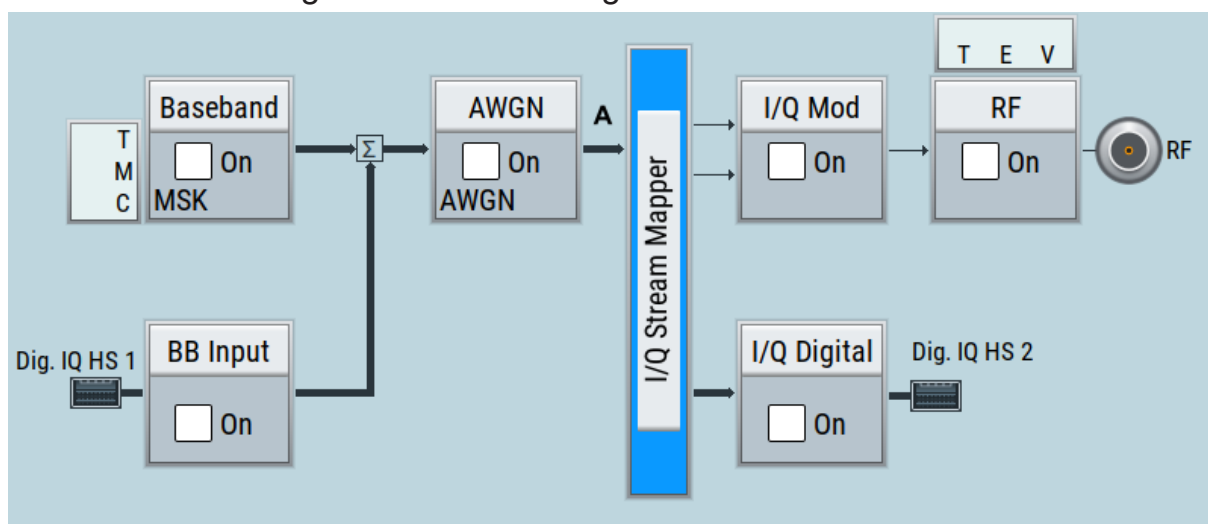 T E V
Baseband
On
MSK
T
M
C
Σ
AWGN
On
AWGN
A
I/Q Stream Mapper
I/Q Mod
On
RF
On
RF
Dig. IQ HS 1
BB Input
On
I/Q Digital
On
Dig. IQ HS 2